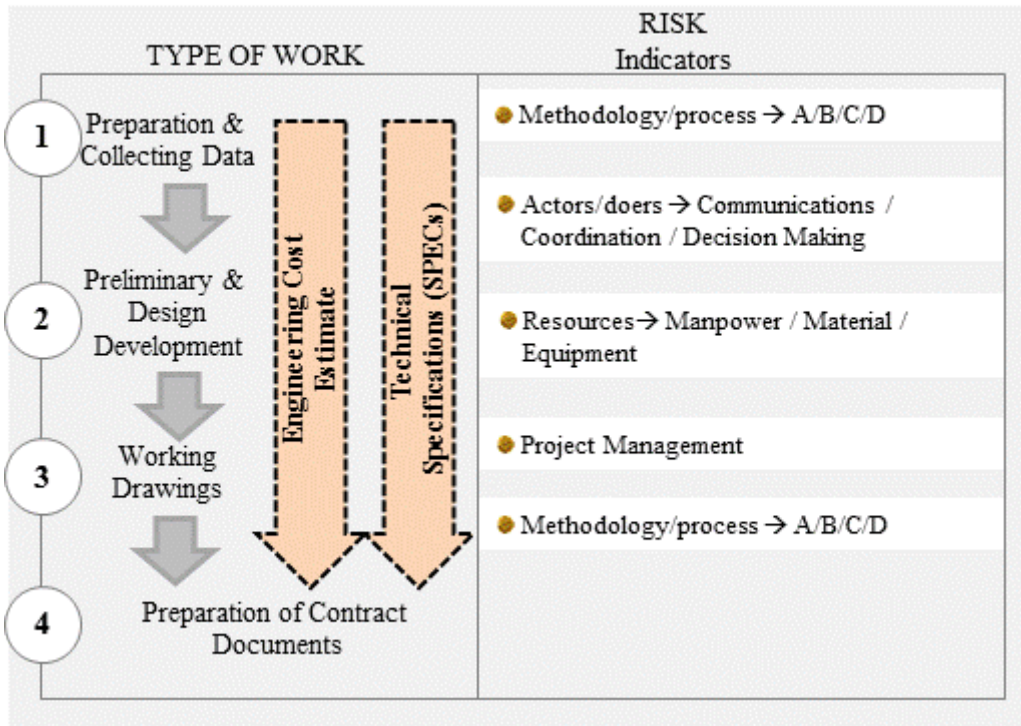 TYPE OF WORK
RISK
Indicators
1
Preparation &
Collecting Data
2
Preliminary &
Design
Development
3
Working
Drawings
4
Preparation of Contract
Documents
Engineering Cost
Estimate
Technical
Specifications (SPECs)
Methodology/process → A/B/C/D
Actors/doers → Communications /
Coordination / Decision Making
Resources→ Manpower / Material /
Equipment
Project Management
Methodology/process → A/B/C/D